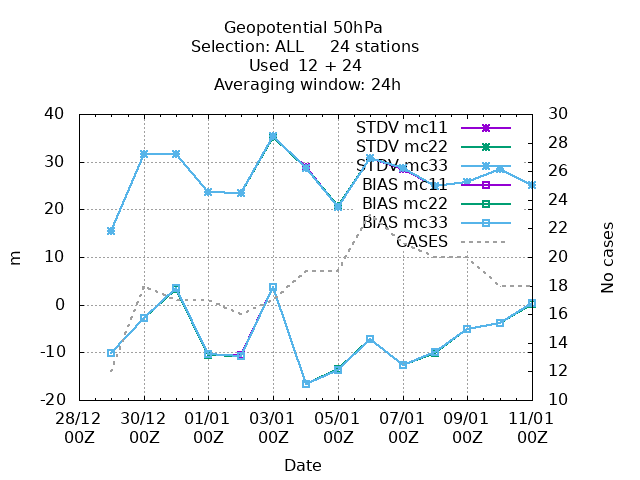 Geopotential 50hPa
Selection: ALL 24 stations
Used 12 + 24
Averaging window: 24h
40 30
STDV mc11
28
STDV mc22
30 26
STDV mc33
BIAS mc11
24
20 BIAS mc22
22
BIAS mc33
CASES
10 20
m No cases
18
0
16
14
-10
12
-20 10
28/12 30/12 01/01 03/01 05/01 07/01 09/01 11/01
00Z 00Z 00Z 00Z 00Z 00Z 00Z 00Z
Date